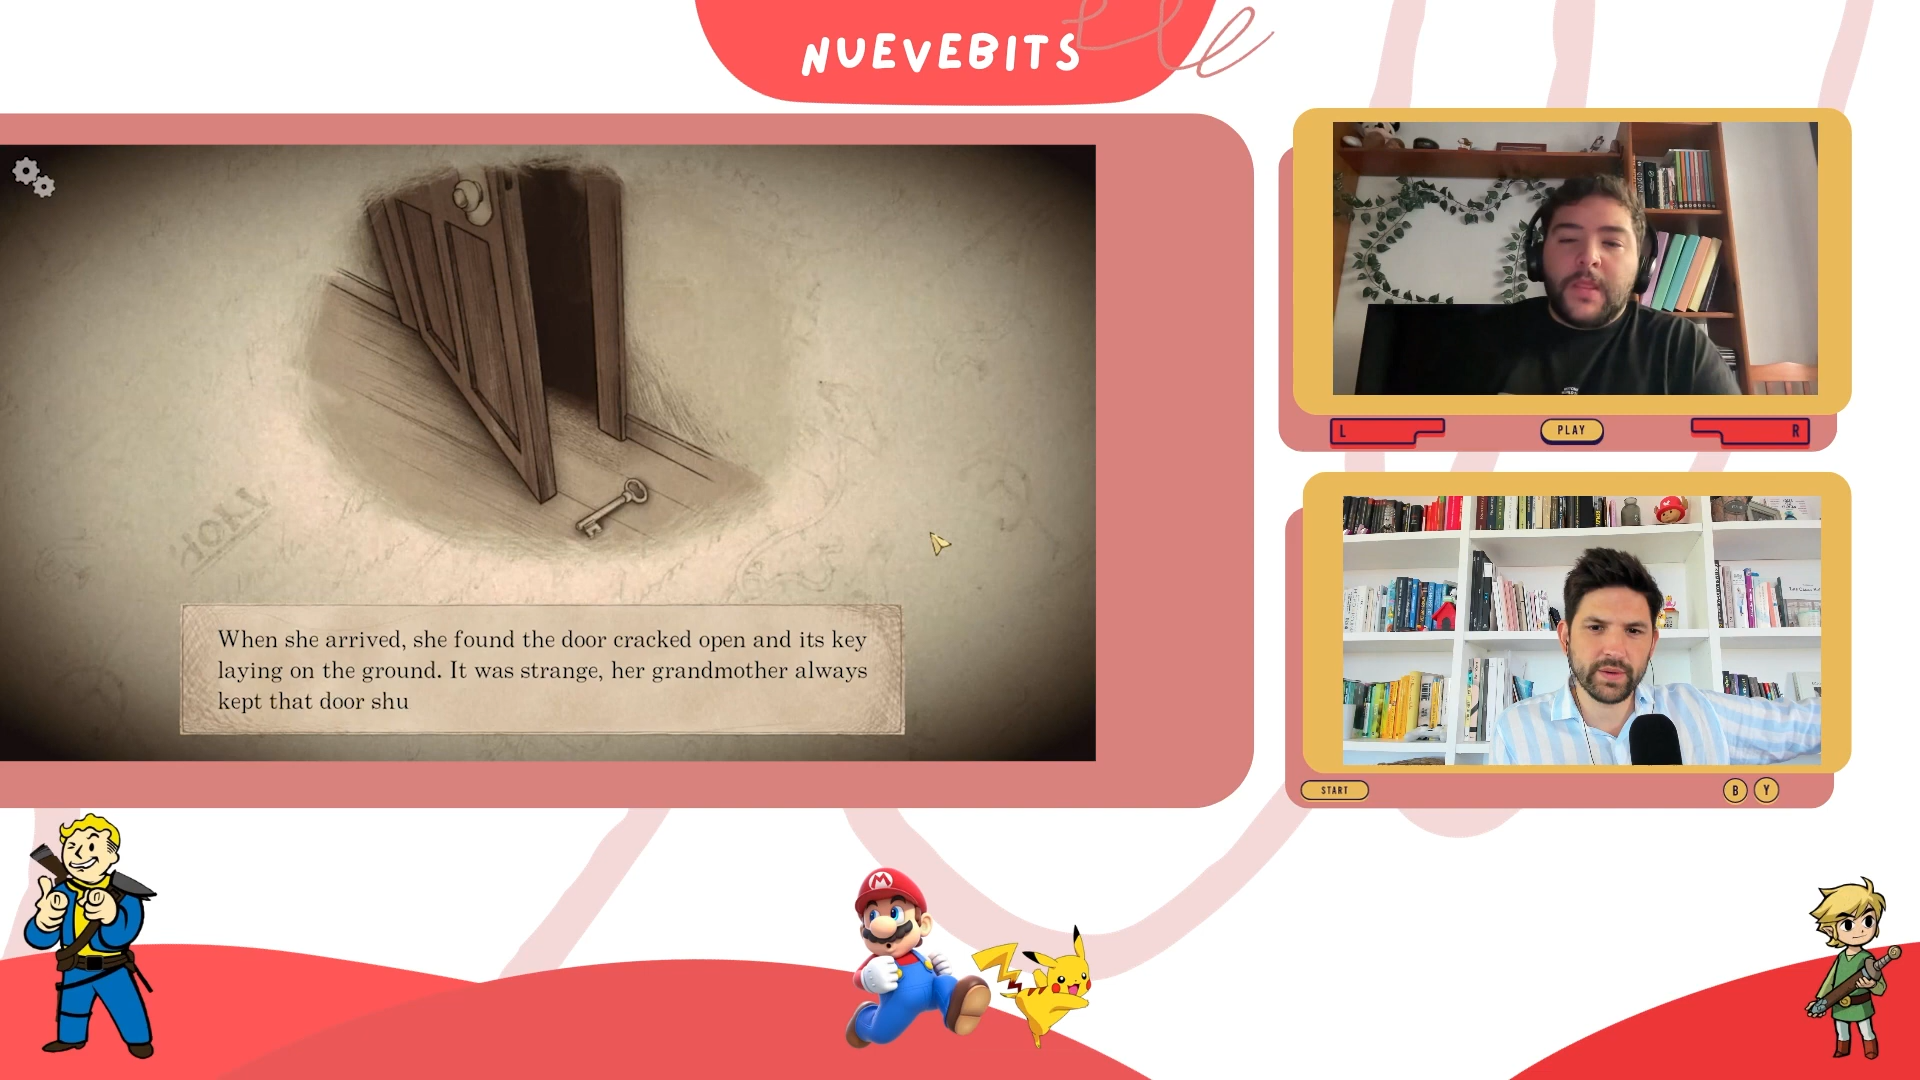 NUEVEBITS
When she arrived, she found the door cracked open and its key
laying on the ground. It was strange, her grandmother always
kept that door shu
L
PLAY
R
START
B
Y
M